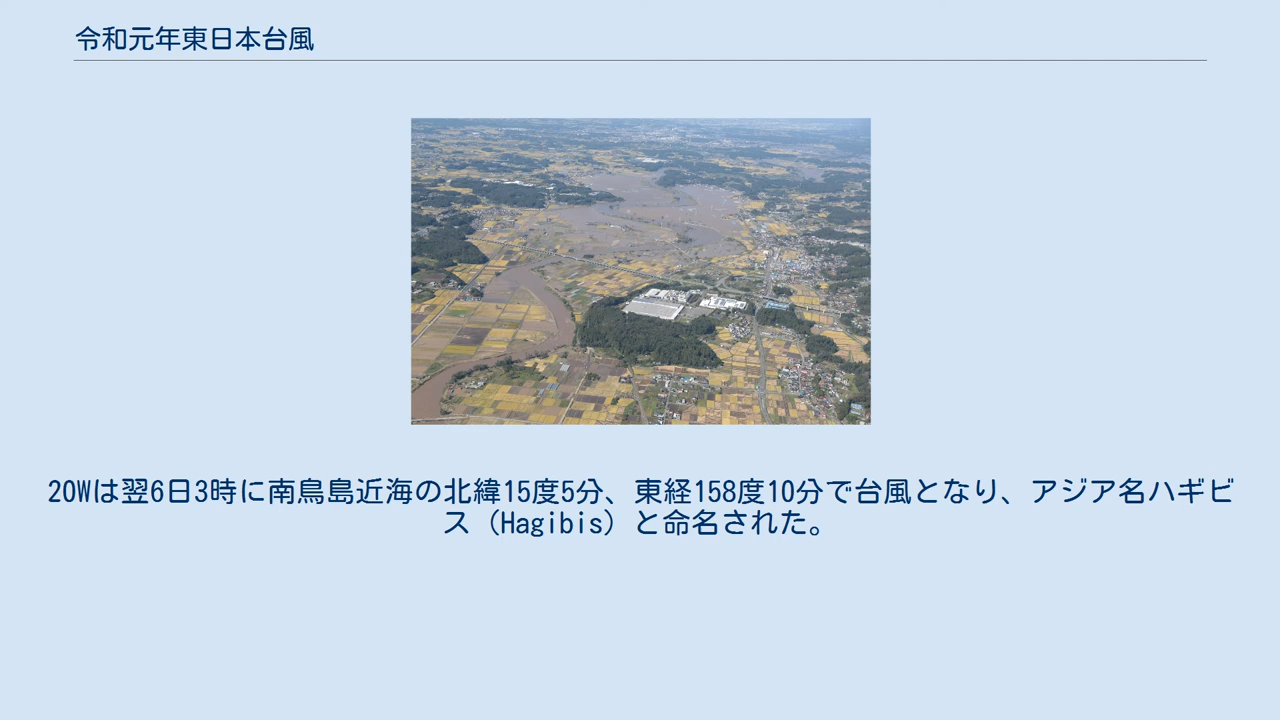 令和元年東日本台風
20Wは翌6日3時に南鳥島近海の北緯15度5分、東経158度10分で台風となり、アジア名ハギビ
ス（Hagibis）と命名された。